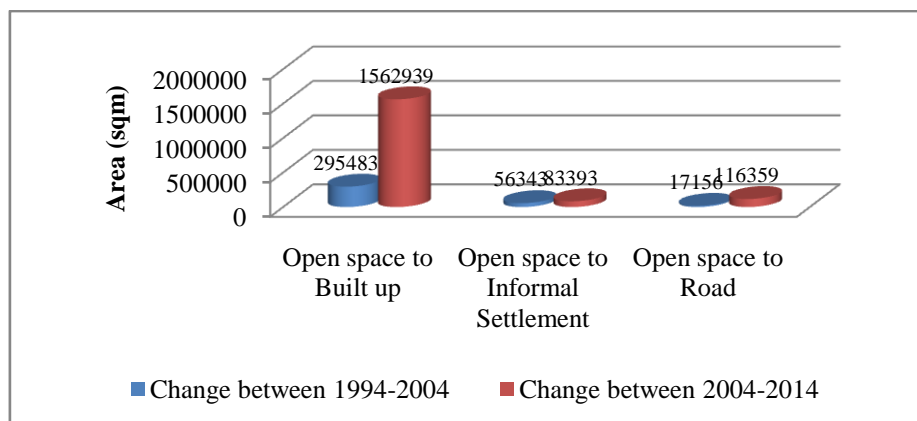 Area (sqm)
2000000
1500000
1000000
500000
0
295483
1562939
56343
83393
17156
116359
Open space to
Built up
Open space to
Informal
Settlement
Open space to
Road
Change between 1994-2004
Change between 2004-2014